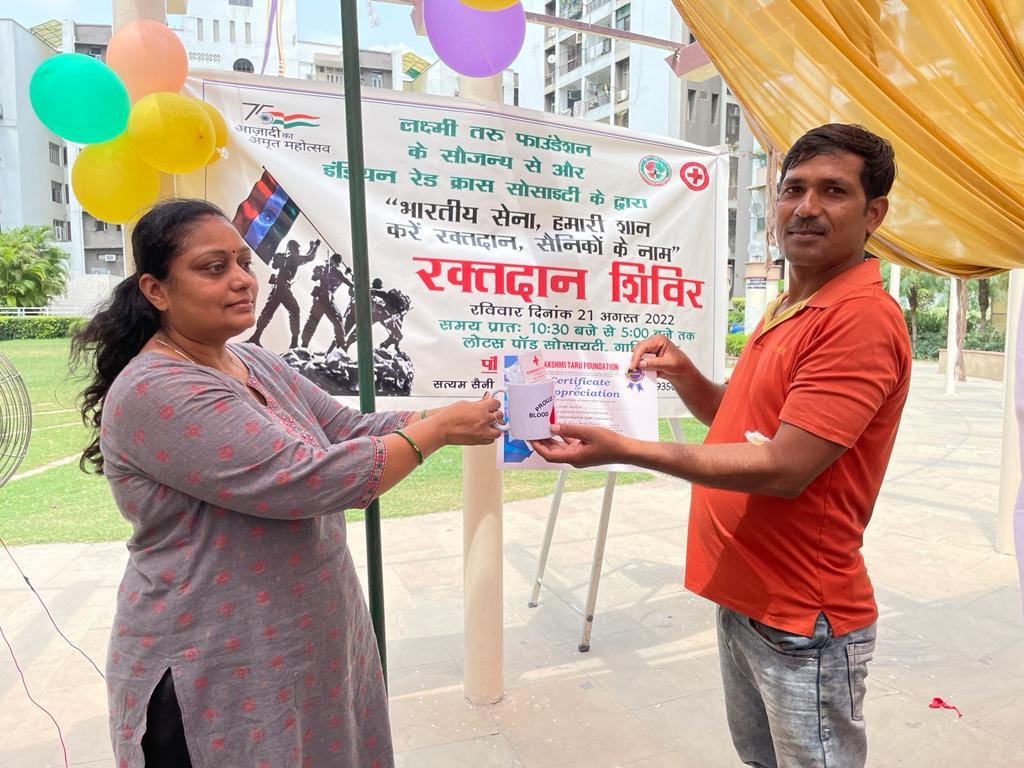 75
आज़ादी का
अमृत महोत्सव
लक्ष्मी तरु फाउंडेशन
के सौजन्य से और
इंडियन रेड क्रास सोसाइटी के द्वारा
“भारतीय सेना, हमारी शान
करें रक्तदान, सैनिकों के नाम”
रक्तदान शिविर
रविवार दिनांक 21 अगस्त 2022
समय प्रातः 10:30 बजे से 5:00 बजे तक
लोटस पॉड सोसायटी,
सत्यम सैनी
AKSHMI TARU FOUNDATION
Certificate
of
Appreciation
PROUD
BLOOD